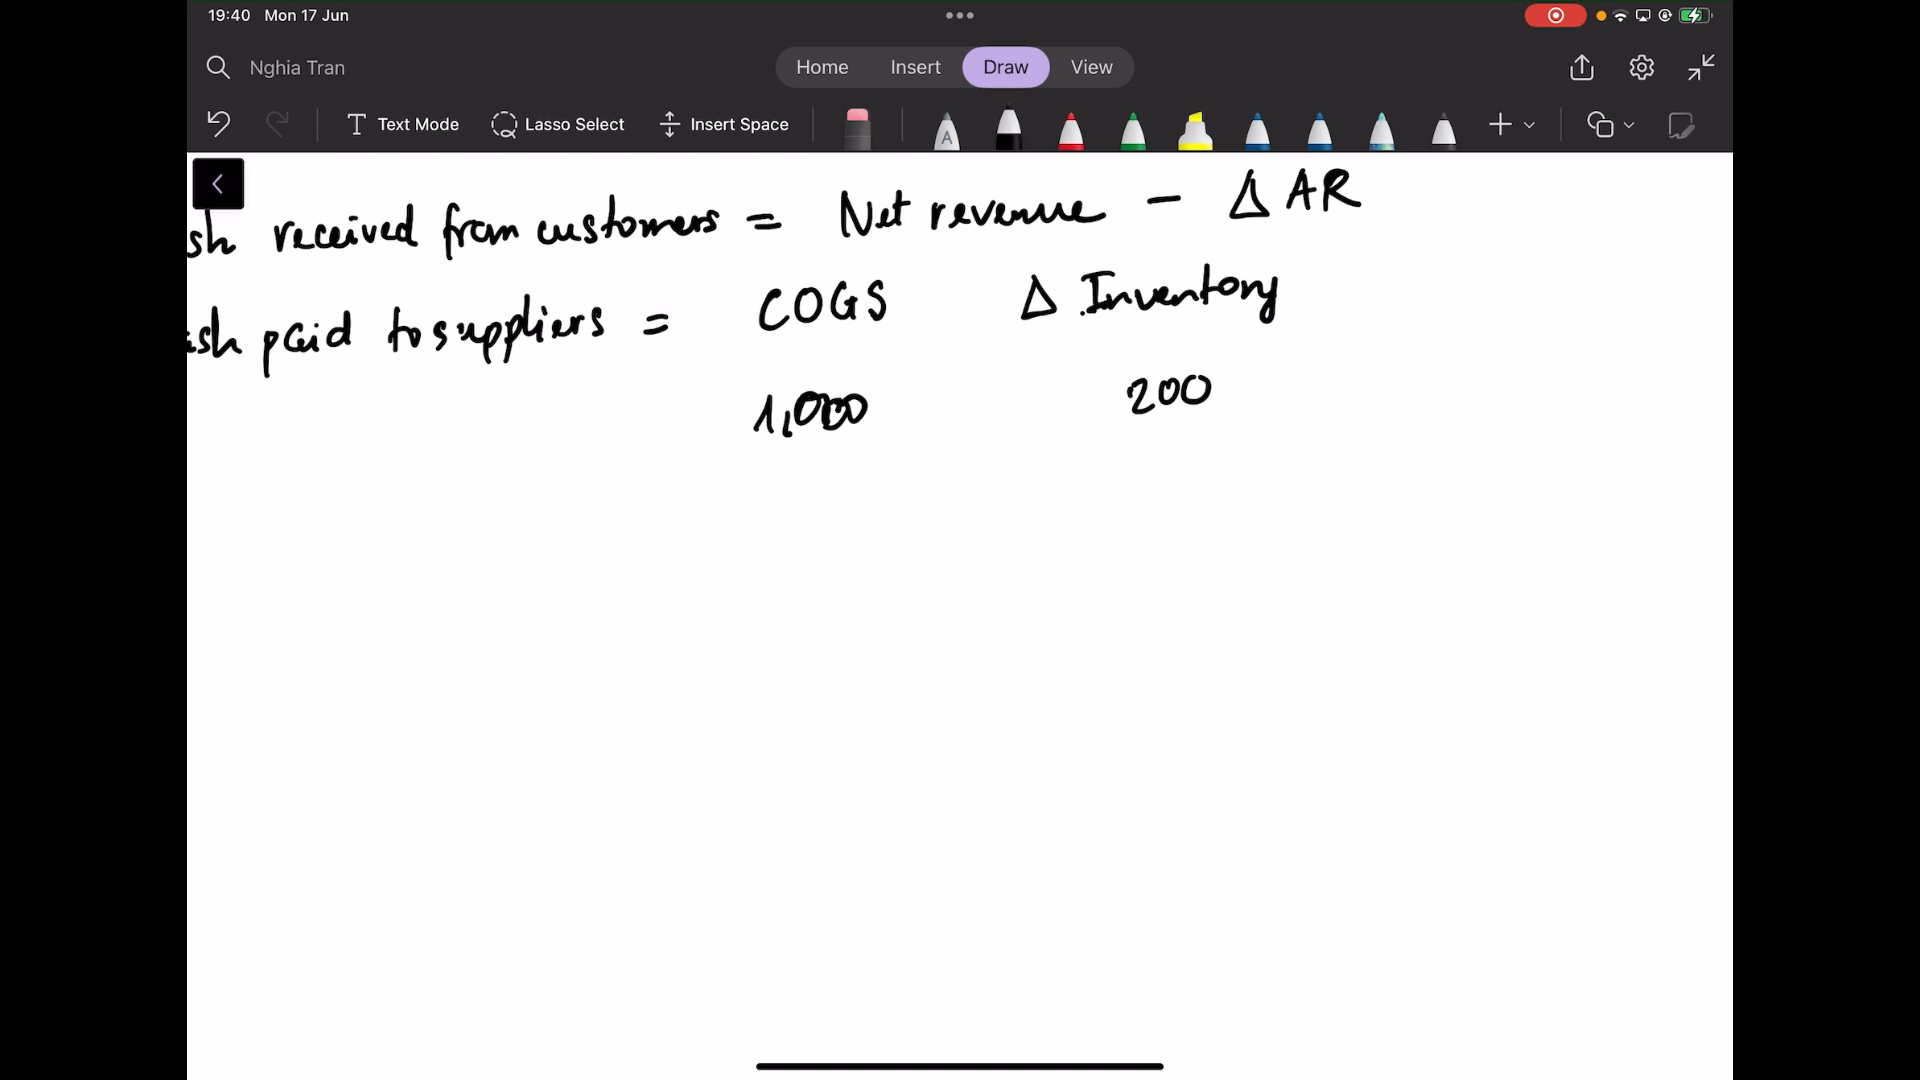 19:40 Mon 17 Jun
Nghia Tran
Home Insert Draw View
Text Mode Lasso Select Insert Space
A
sh received from customers = Net revenue - Δ AR
ash paid to suppliers = COGS Δ Inventory
1,000 200